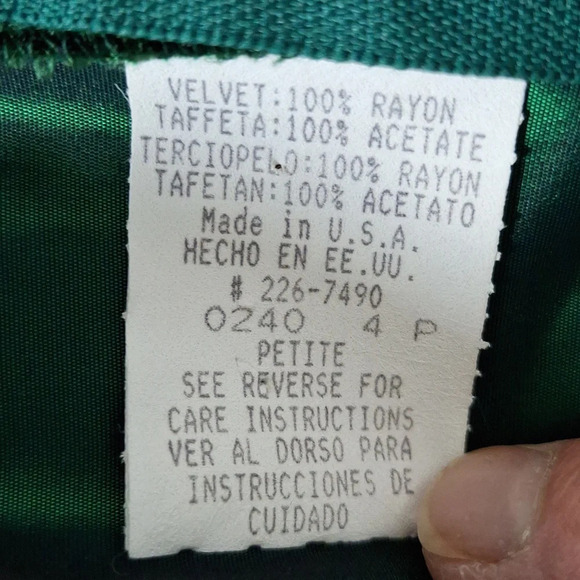 VELVET:100% RAYON
TAFFETA:100% ACETATE
TERCIOPELO:100% RAYON
TAFETAN:100% ACETATO
Made in U.S.A.
HECHO EN EE.UU.
# 226-7490
0240 4 P
PETITE
SEE REVERSE FOR
CARE INSTRUCTIONS
VER AL DORSO PARA
INSTRUCCIONES DE
CUIDADO